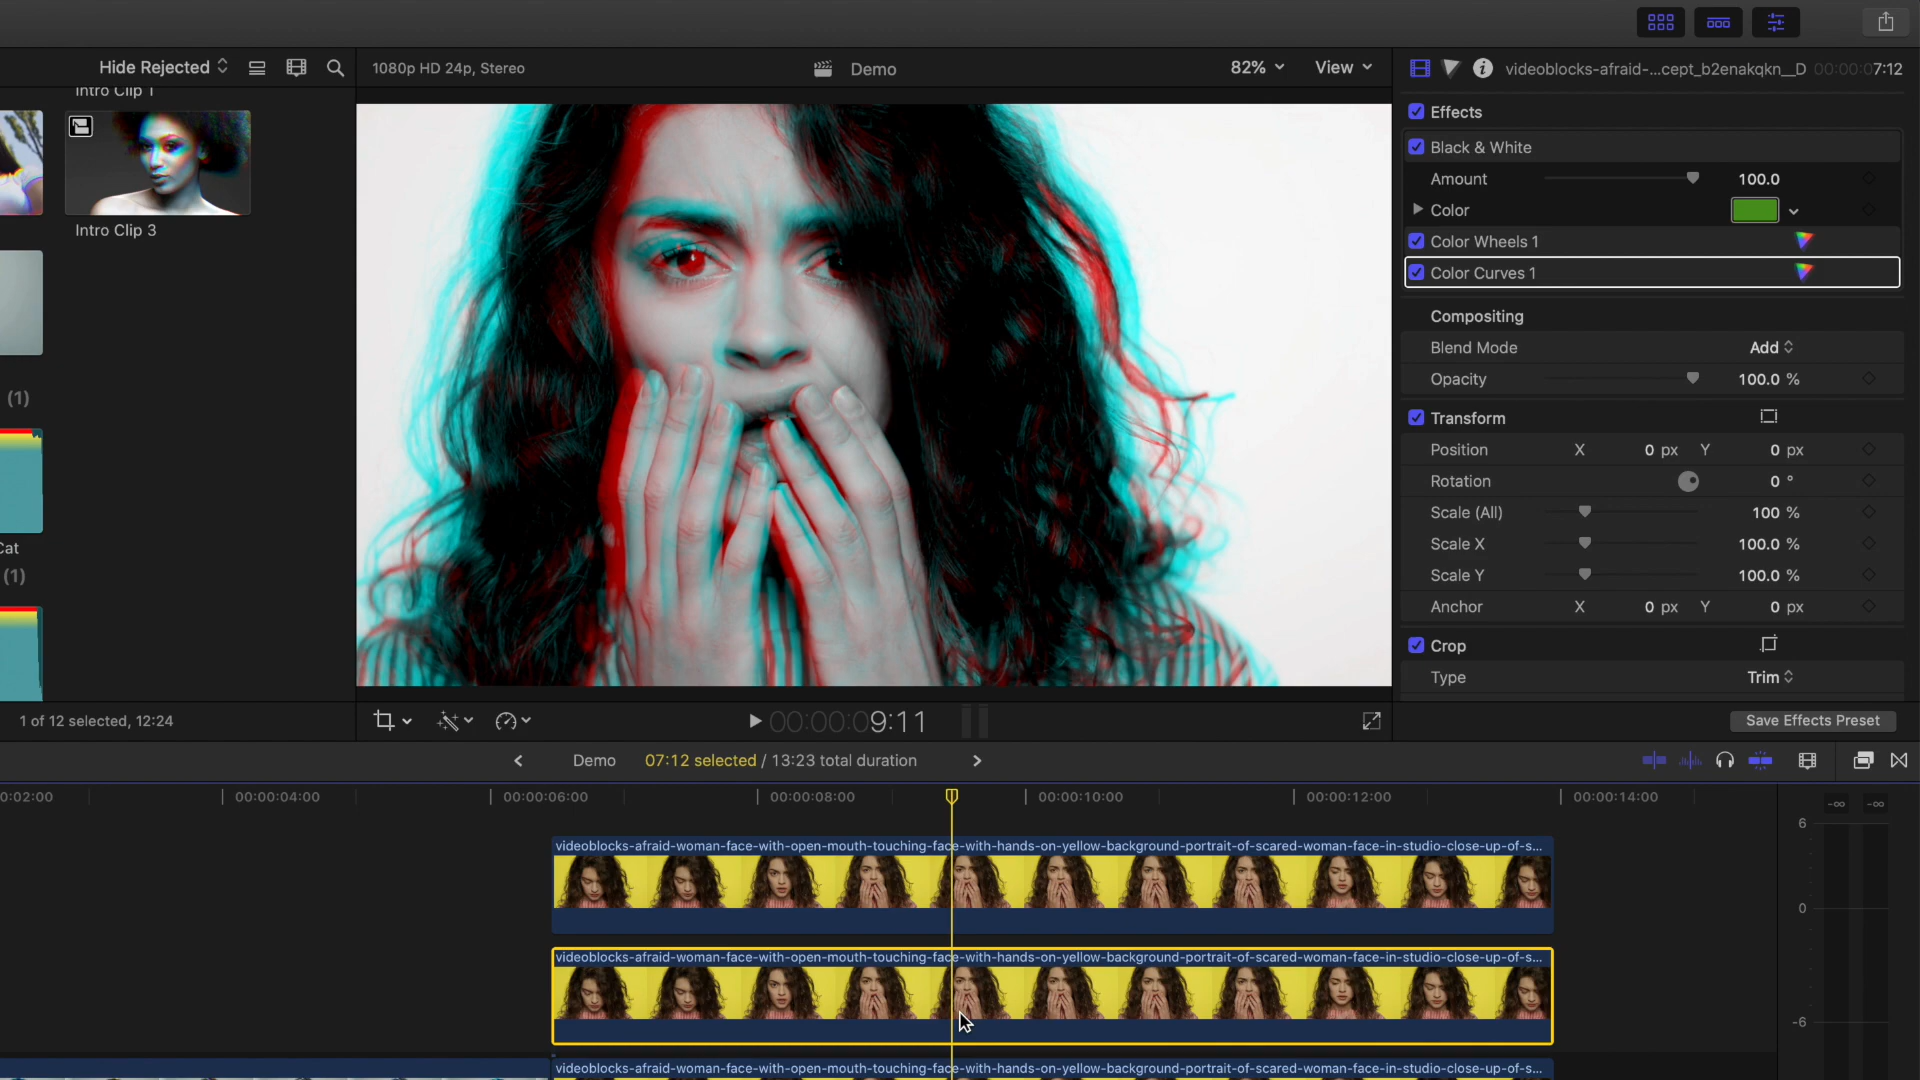 Hide Rejected
1080p HD 24p, Stereo
Demo
82%
View
videoblocks-afraid-...cept_b2enakqkn__D
00:00:07:12
Intro Clip 1
Intro Clip 3
(1)
Cat
(1)
1 of 12 selected, 12:24
Effects
Black & White
Amount 100.0
Color
Color Wheels 1
Color Curves 1
Compositing
Blend Mode Add
Opacity 100.0 %
Transform
Position X 0 px Y 0 px
Rotation 0 °
Scale (All) 100 %
Scale X 100.0 %
Scale Y 100.0 %
Anchor X 0 px Y 0 px
Crop
Type Trim
Save Effects Preset
00:00:09:11
Demo 07:12 selected / 13:23 total duration
0:02:00 00:00:04:00 00:00:06:00 00:00:08:00 00:00:10:00 00:00:12:00 00:00:14:00
-∞ -∞
6
0
-6
videoblocks-afraid-woman-face-with-open-mouth-touching-face-with-hands-on-yellow-background-portrait-of-scared-woman-face-in-studio-close-up-of-s...
videoblocks-afraid-woman-face-with-open-mouth-touching-face-with-hands-on-yellow-background-portrait-of-scared-woman-face-in-studio-close-up-of-s...
videoblocks-afraid-woman-face-with-open-mouth-touching-face-with-hands-on-yellow-background-portrait-of-scared-woman-face-in-studio-close-up-of-s...